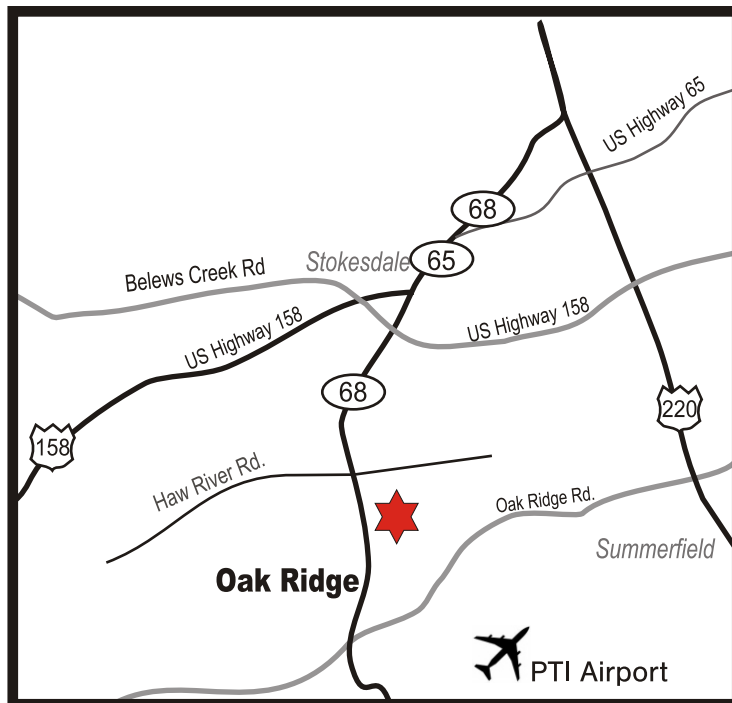 US Highway 65
68
Stokesdale
65
Belews Creek Rd
US Highway 158
US Highway 158
68
220
158
Haw River Rd.
Oak Ridge Rd.
Summerfield
Oak Ridge
PTI Airport